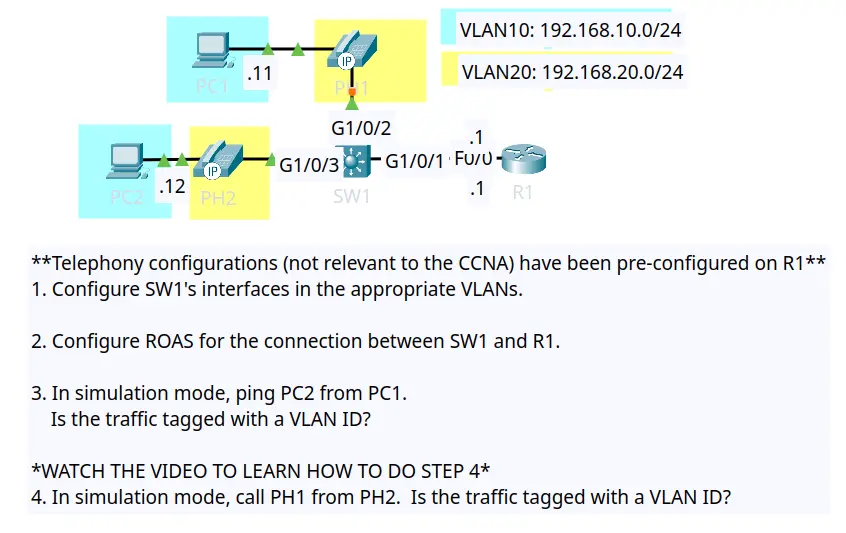 VLAN10: 192.168.10.0/24
IP
VLAN20: 192.168.20.0/24
.11
PC1
PH1
G1/0/2
.1
G1/0/3
G1/0/1
F0/0
IP
.12
.1
PC2
PH2
SW1
R1
**Telephony configurations (not relevant to the CCNA) have been pre-configured on R1**
1. Configure SW1's interfaces in the appropriate VLANs.
2. Configure ROAS for the connection between SW1 and R1.
3. In simulation mode, ping PC2 from PC1.
Is the traffic tagged with a VLAN ID?
*WATCH THE VIDEO TO LEARN HOW TO DO STEP 4*
4. In simulation mode, call PH1 from PH2.  Is the traffic tagged with a VLAN ID?